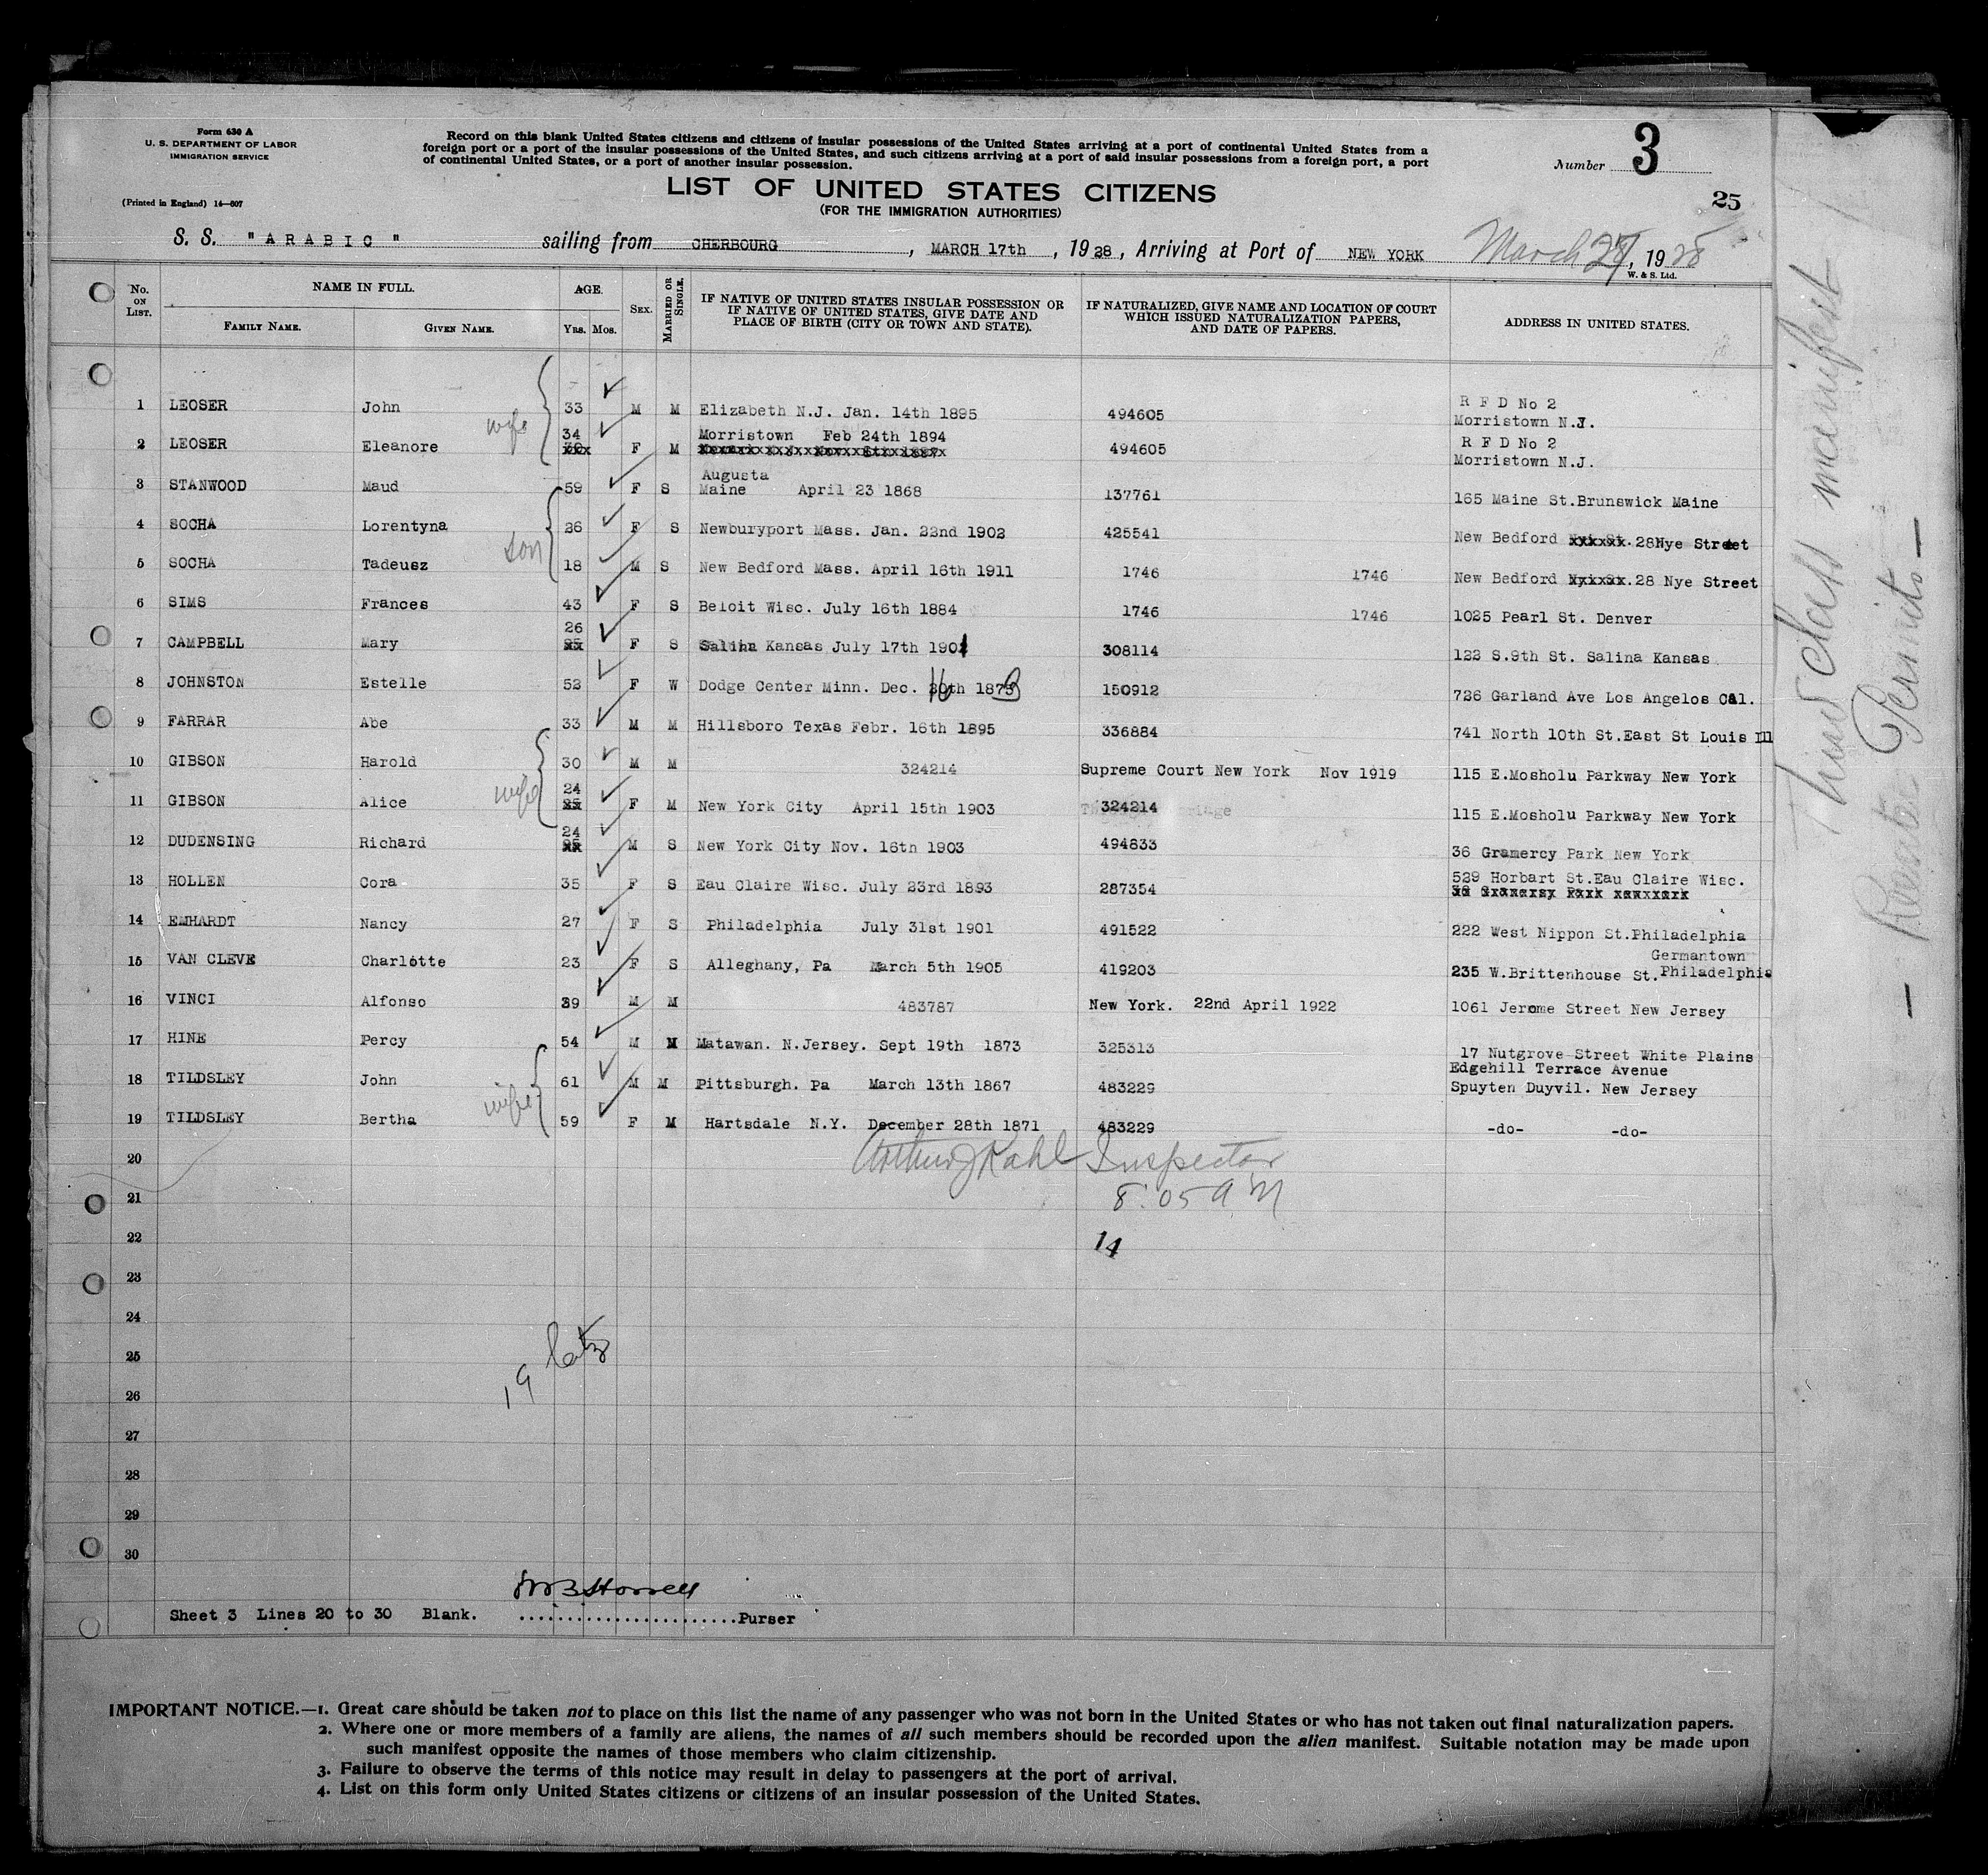 Form 630 A
U. S. DEPARTMENT OF LABOR
IMMIGRATION SERVICE
(Printed in England) 14—607
Record on this blank United States citizens and citizens of insular possessions of the United States arriving at a port of continental United States from a
foreign port or a port of the insular possessions of the United States, and such citizens arriving at a port of said insular possessions from a foreign port, a port
of continental United States, or a port of another insular possession.
Number 3
LIST OF UNITED STATES CITIZENS
(FOR THE IMMIGRATION AUTHORITIES)
25
S. S. "ARABIC" sailing from CHERBOURG, MARCH 17th, 1928, Arriving at Port of NEW YORK March 27, 1928
W. & S. Ltd.
No. ON LIST. NAME IN FULL. FAMILY NAME. GIVEN NAME. AGE. YRS. MOS. SEX. MARRIED OR SINGLE. IF NATIVE OF UNITED STATES INSULAR POSSESSION OR IF NATIVE OF UNITED STATES, GIVE DATE AND PLACE OF BIRTH (CITY OR TOWN AND STATE). IF NATURALIZED, GIVE NAME AND LOCATION OF COURT WHICH ISSUED NATURALIZATION PAPERS, AND DATE OF PAPERS. ADDRESS IN UNITED STATES.
1 LEOSER John 33 M M Elizabeth N.J. Jan. 14th 1895 494605 R F D No 2 Morristown N.J.
2 LEOSER Eleanore wife 34 F M Morristown Feb 24th 1894 494605 R F D No 2 Morristown N.J.
3 STANWOOD Maud 59 F S Augusta Maine April 23 1868 137761 165 Maine St.Brunswick Maine
4 SOCHA Lorentyna 26 F S Newburyport Mass. Jan. 22nd 1902 425541 New Bedford 28Nye Street
5 SOCHA Tadeusz son 18 M S New Bedford Mass. April 16th 1911 1746 1746 New Bedford 28 Nye Street
6 SIMS Frances 43 F S Beloit Wisc. July 16th 1884 1746 1746 1025 Pearl St. Denver
7 CAMPBELL Mary 26 F S Salina Kansas July 17th 1901 308114 122 S.9th St. Salina Kansas
8 JOHNSTON Estelle 52 F W Dodge Center Minn. Dec. 16th 1873 150912 726 Garland Ave Los Angelos Cal.
9 FARRAR Abe 33 M M Hillsboro Texas Febr. 16th 1895 336884 741 North 10th St.East St Louis Ill
10 GIBSON Harold 30 M M 324214 Supreme Court New York Nov 1919 115 E.Mosholu Parkway New York
11 GIBSON Alice wife 24 F M New York City April 15th 1903 324214 115 E.Mosholu Parkway New York
12 DUDENSING Richard 24 M S New York City Nov. 16th 1903 494833 36 Gramercy Park New York
13 HOLLEN Cora 35 F S Eau Claire Wisc. July 23rd 1893 287354 529 Horbart St.Eau Claire Wisc.
14 EMHARDT Nancy 27 F S Philadelphia July 31st 1901 491522 222 West Nippon St.Philadelphia
15 VAN CLEVE Charlotte 23 F S Alleghany, Pa March 5th 1905 419203 Germantown 235 W.Brittenhouse St.Philadelphia
16 VINCI Alfonso 39 M M 483787 New York. 22nd April 1922 1061 Jerome Street New Jersey
17 HINE Percy 54 M M Matawan. N.Jersey. Sept 19th 1873 325313 17 Nutgrove Street White Plains
18 TILDSLEY John 61 M M Pittsburgh. Pa March 13th 1867 483229 Edgehill Terrace Avenue Spuyten Duyvil. New Jersey
19 TILDSLEY Bertha wife 59 F M Hartsdale N.Y. December 28th 1871 483229 -do- -do-
20 Arthur J Kahl Inspector
21 8:05 A M
22 14
23
24
25
26 19
27
28
29
30
Sheet 3 Lines 20 to 30 Blank. Purser
IMPORTANT NOTICE.—1. Great care should be taken not to place on this list the name of any passenger who was not born in the United States or who has not taken out final naturalization papers.
2. Where one or more members of a family are aliens, the names of all such members should be recorded upon the alien manifest. Suitable notation may be made upon
such manifest opposite the names of those members who claim citizenship.
3. Failure to observe the terms of this notice may result in delay to passengers at the port of arrival.
4. List on this form only United States citizens or citizens of an insular possession of the United States.
Third class manifest
Permits